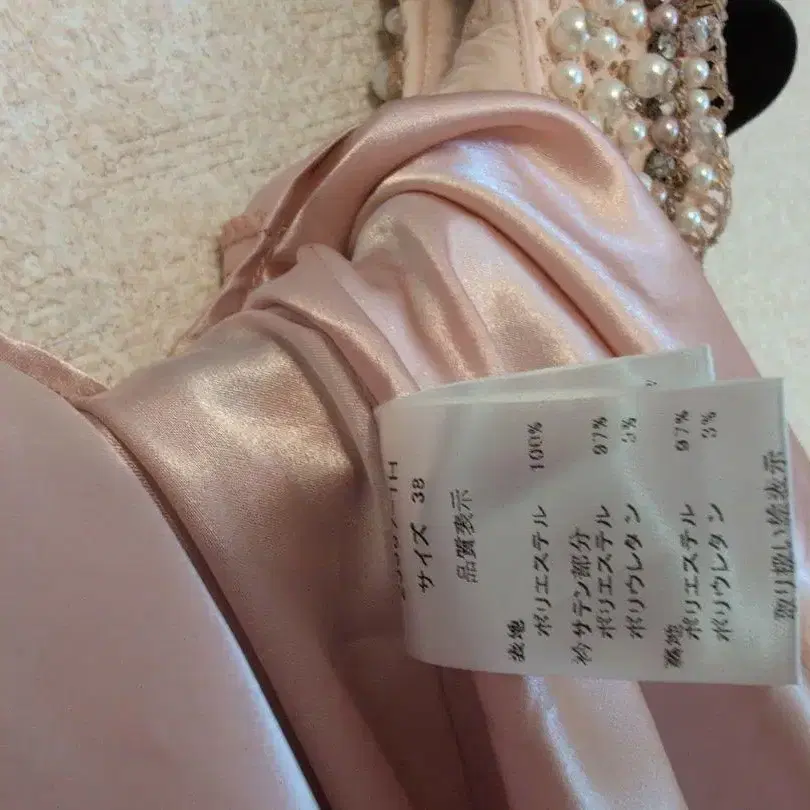 サイズ 38
品質表示
表地
ポリエステル 100%
衿サテン部分
ポリエステル 97%
ポリウレタン 3%
裏地
ポリエステル 97%
ポリウレタン 3%
取り扱い絵表示